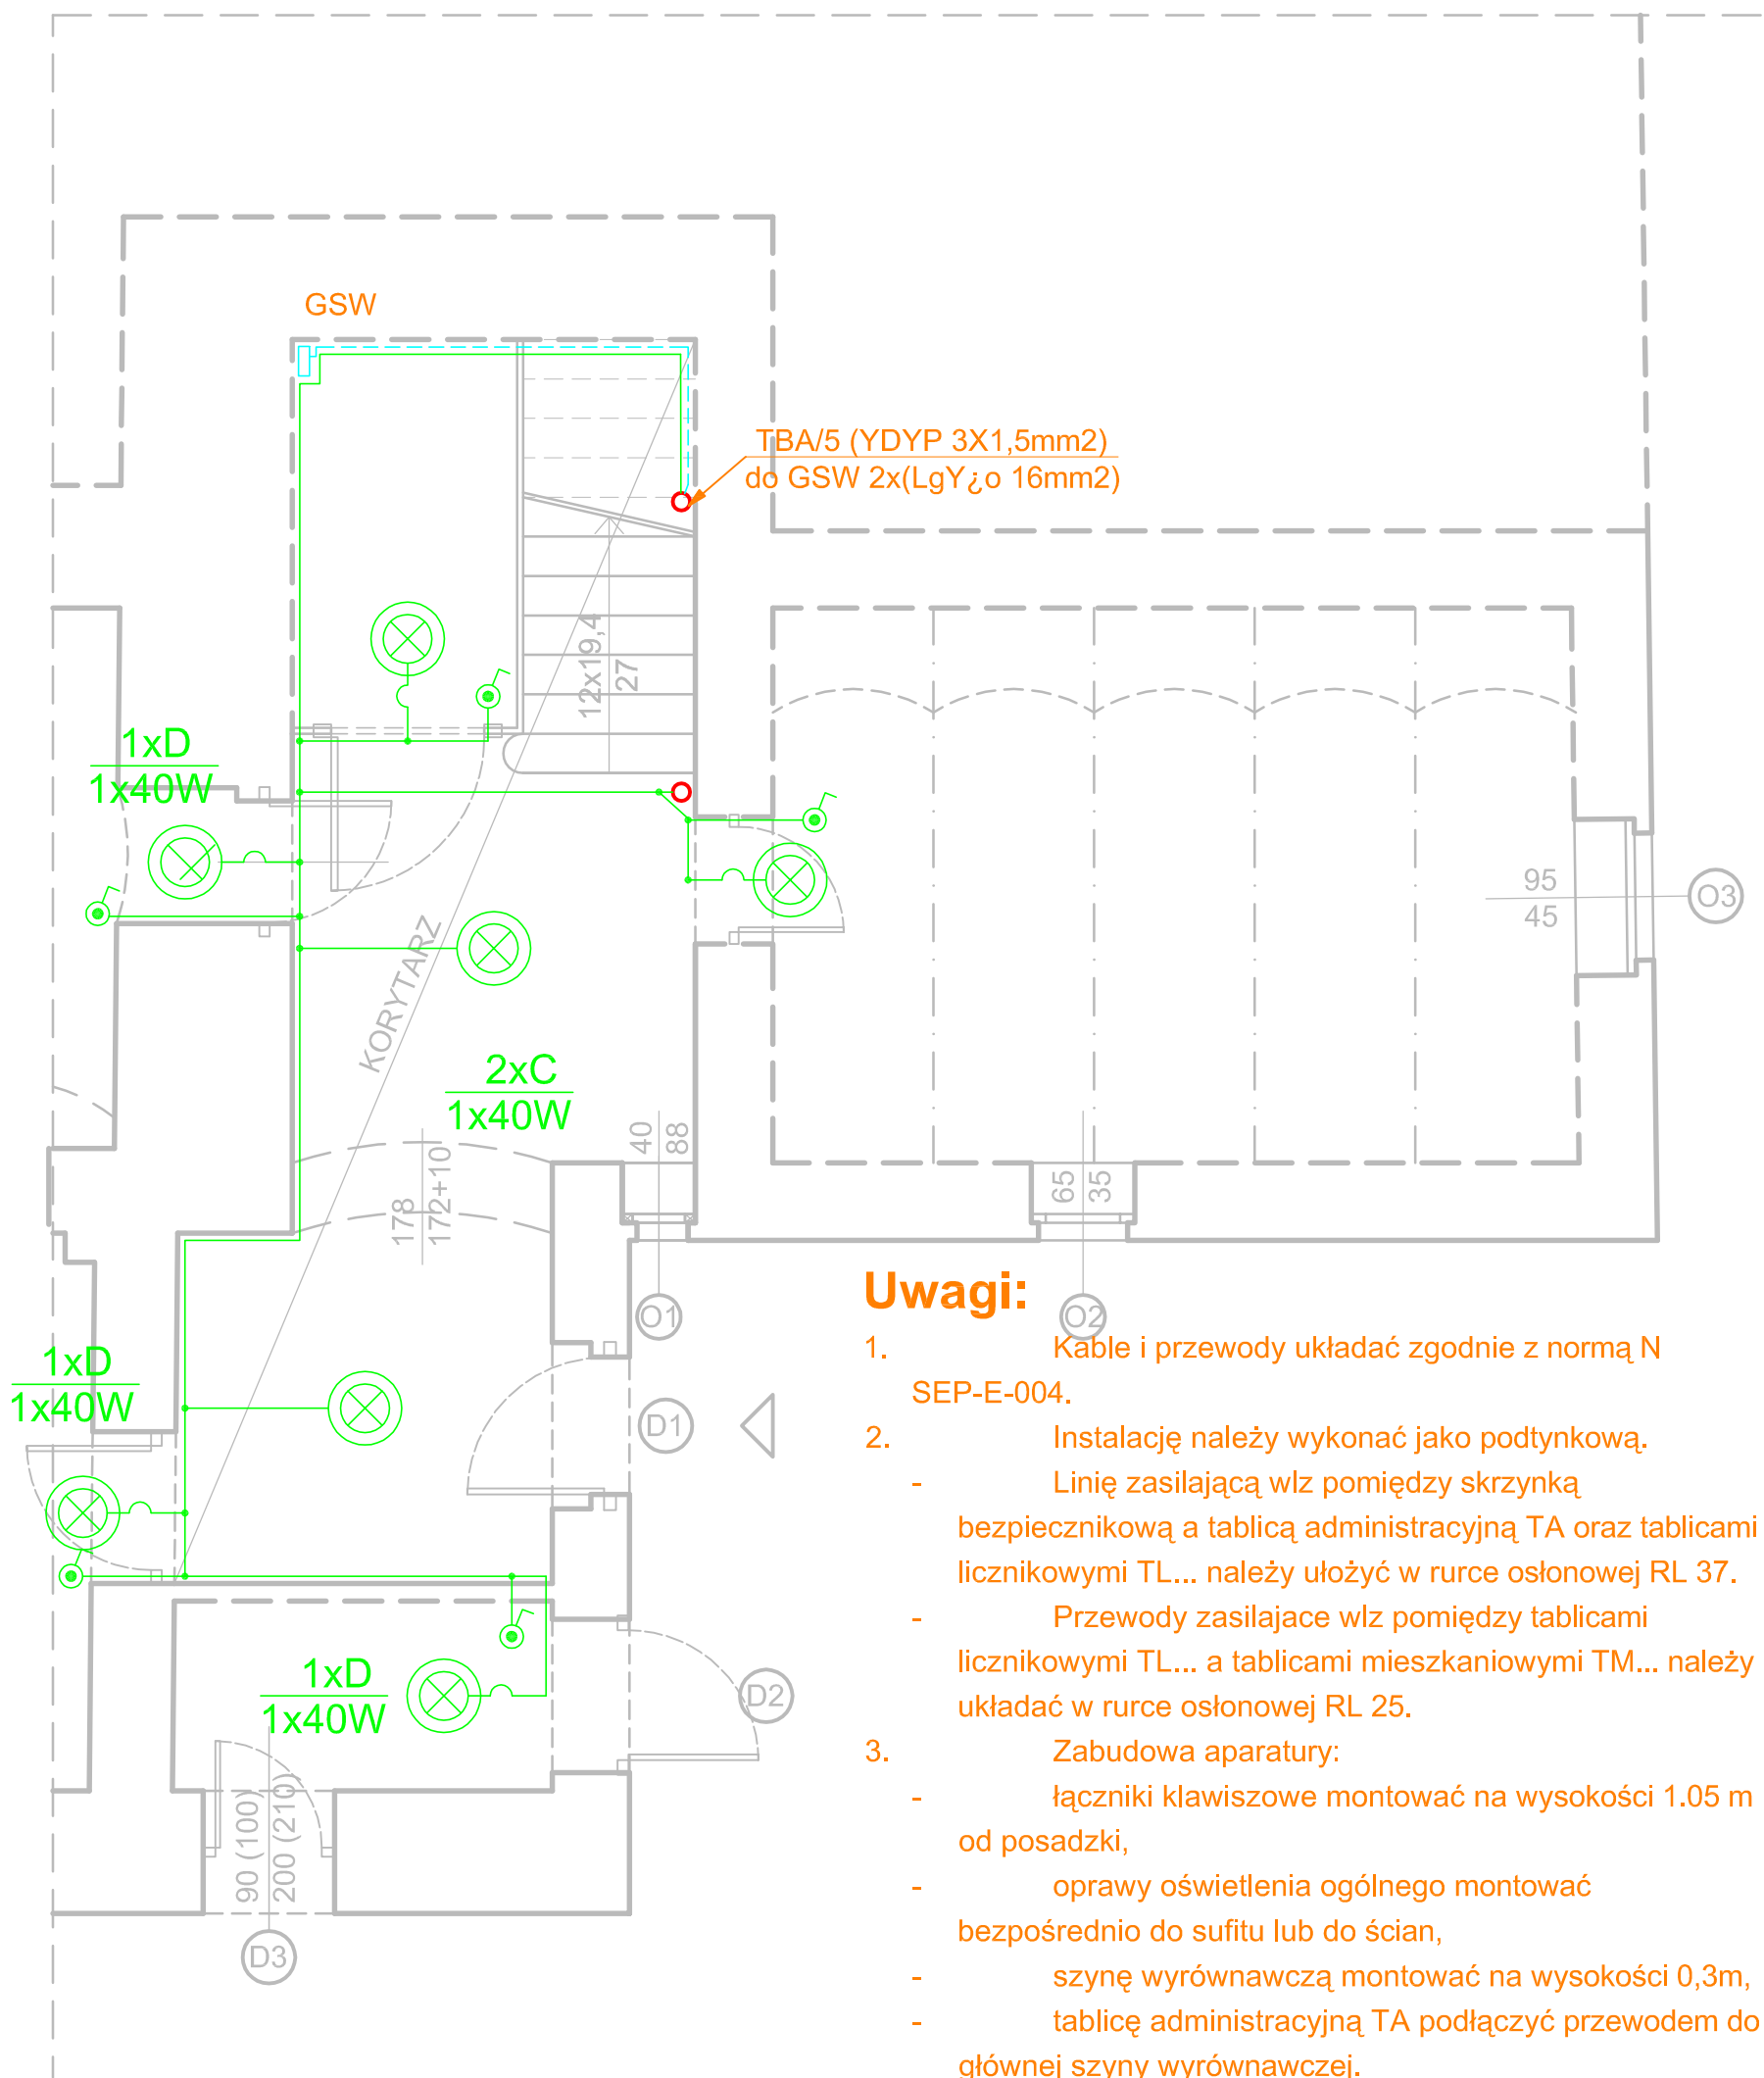 GSW
TBA/5 (YDYP 3X1,5mm2)
do GSW 2x(LgY¿o 16mm2)
12x19,4
27
1xD
1x40W
95
45
O3
KORYTARZ
2xC
1x40W
40
88
178
172+10
65
35
O1
O2
Uwagi:
1. Kable i przewody układać zgodnie z normą N
SEP-E-004.
2. Instalację należy wykonać jako podtynkową.
- Linię zasilającą wlz pomiędzy skrzynką
bezpiecznikową a tablicą administracyjną TA oraz tablicami
licznikowymi TL... należy ułożyć w rurce osłonowej RL 37.
- Przewody zasilajace wlz pomiędzy tablicami
licznikowymi TL... a tablicami mieszkaniowymi TM... należy
układać w rurce osłonowej RL 25.
3. Zabudowa aparatury:
- łączniki klawiszowe montować na wysokości 1.05 m
od posadzki,
- oprawy oświetlenia ogólnego montować
bezpośrednio do sufitu lub do ścian,
- szynę wyrównawczą montować na wysokości 0,3m,
- tablicę administracyjną TA podłączyć przewodem do
głównej szyny wyrównawczej.
1xD
1x40W
D1
1xD
1x40W
D2
90 (100)
200 (210)
D3